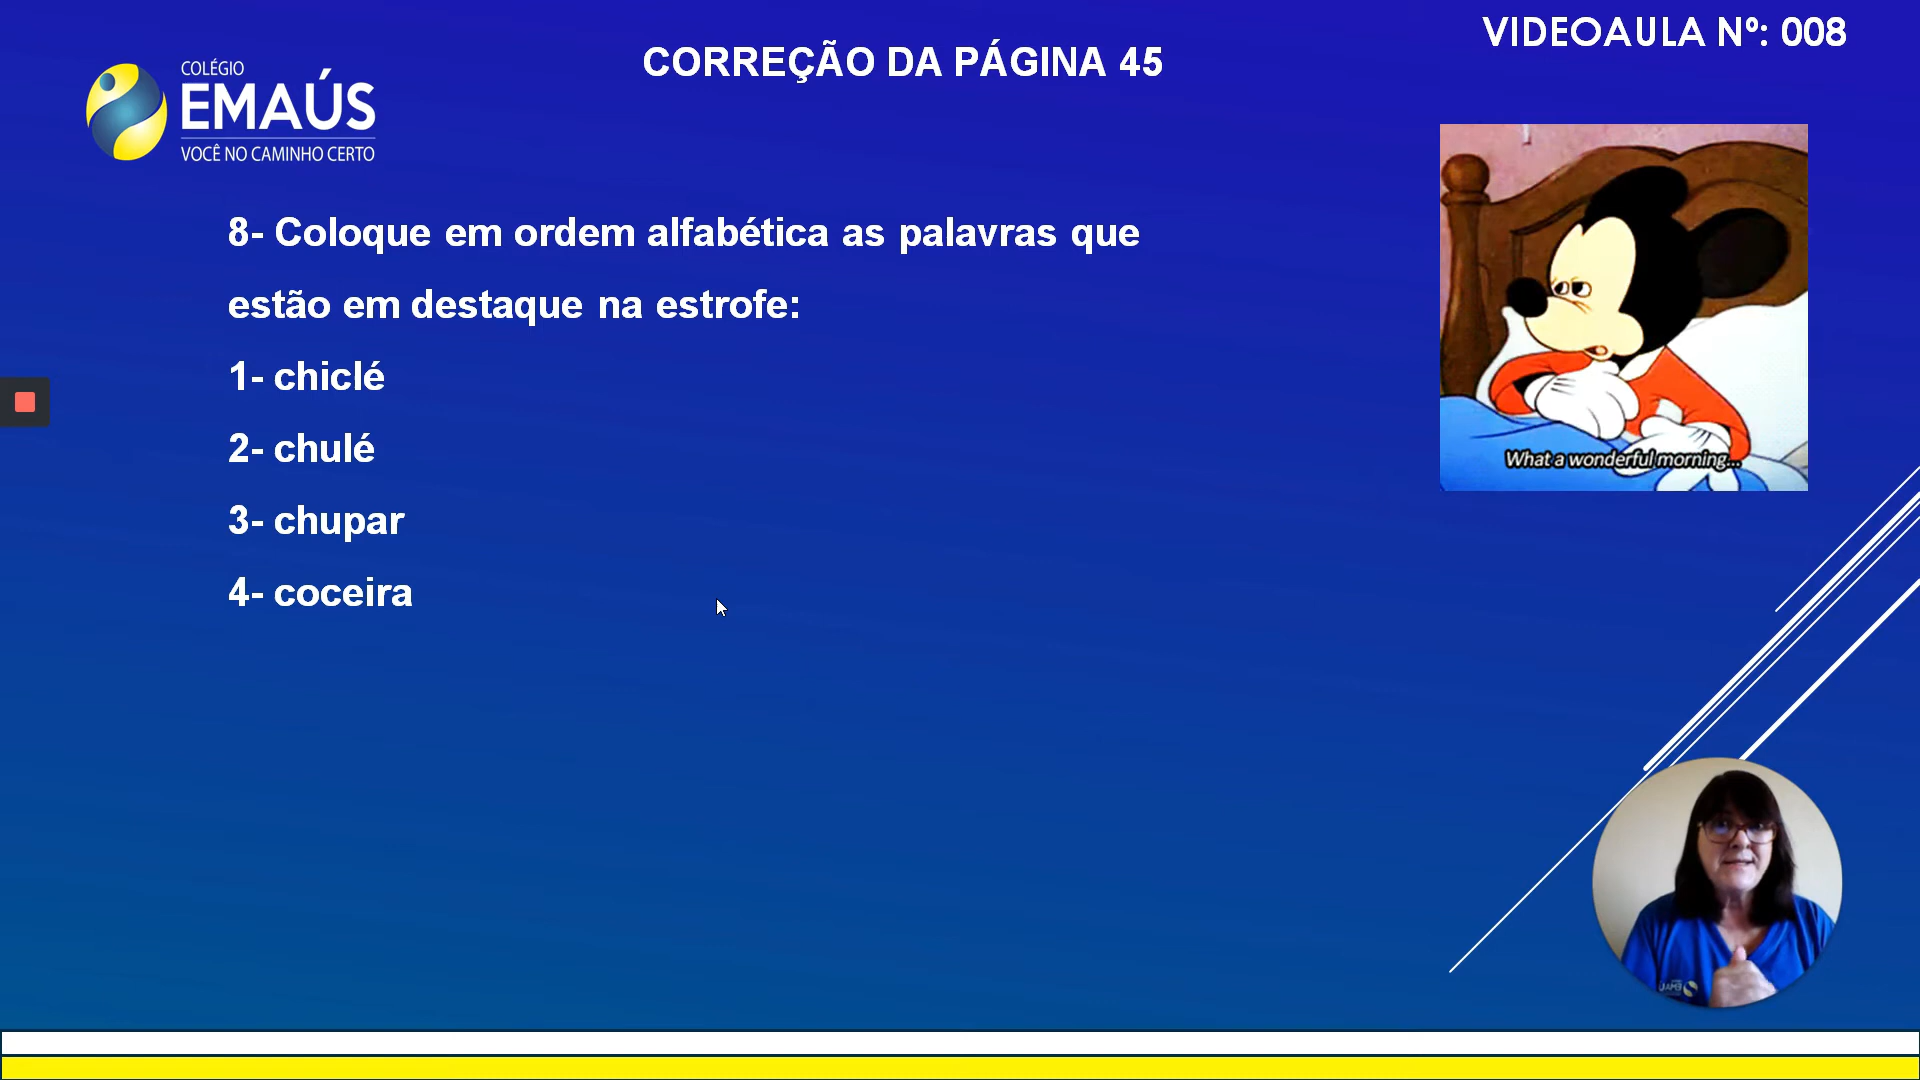 VIDEOAULA Nº: 008
CORREÇÃO DA PÁGINA 45
COLÉGIO
EMAÚS
VOCÊ NO CAMINHO CERTO
8- Coloque em ordem alfabética as palavras que
estão em destaque na estrofe:
1- chiclé
2- chulé
3- chupar
4- coceira
What a wonderful morning...